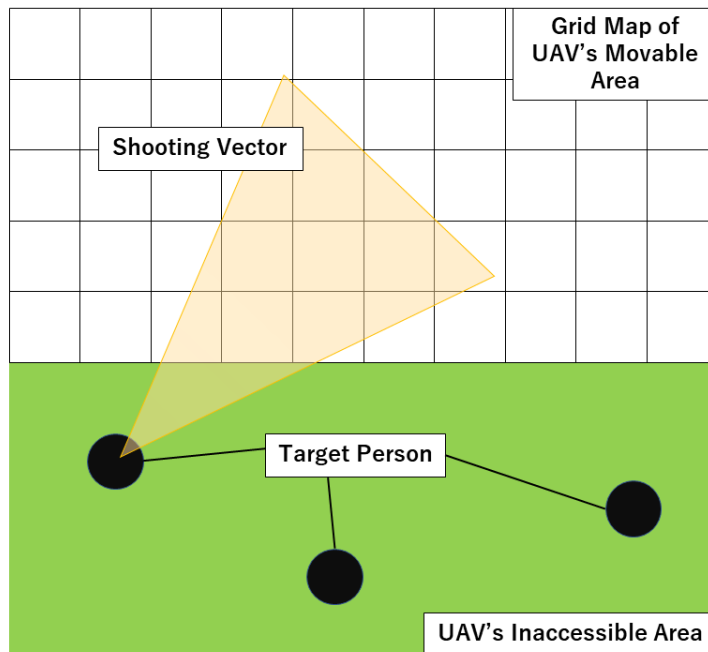 Grid Map of
UAV's Movable
Area
Shooting Vector
Target Person
UAV's Inaccessible Area